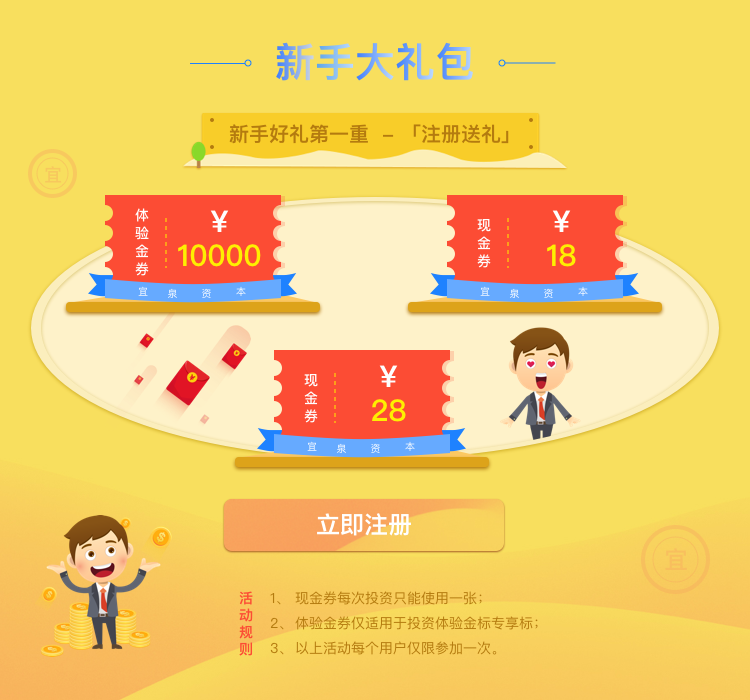 新手大礼包
新手好礼第一重 － 「注册送礼」
宜
体验金券
¥
10000
宜泉资本
现金券
¥
18
宜泉资本
现金券
¥
28
宜泉资本
立即注册
宜
活动规则
1、 现金券每次投资只能使用一张；
2、 体验金券仅适用于投资体验金标专享标；
3、 以上活动每个用户仅限参加一次。